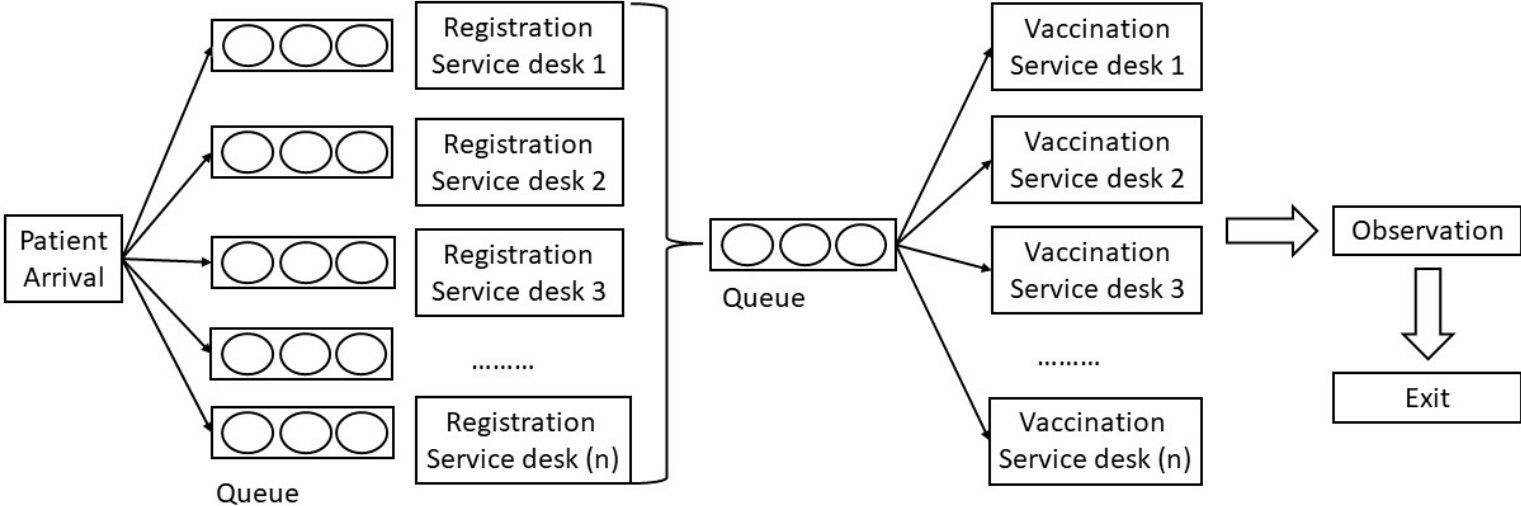 Patient
Arrival
Queue
Registration
Service desk 1
Registration
Service desk 2
Registration
Service desk 3
.........
Registration
Service desk (n)
Queue
Vaccination
Service desk 1
Vaccination
Service desk 2
Vaccination
Service desk 3
.........
Vaccination
Service desk (n)
Observation
Exit